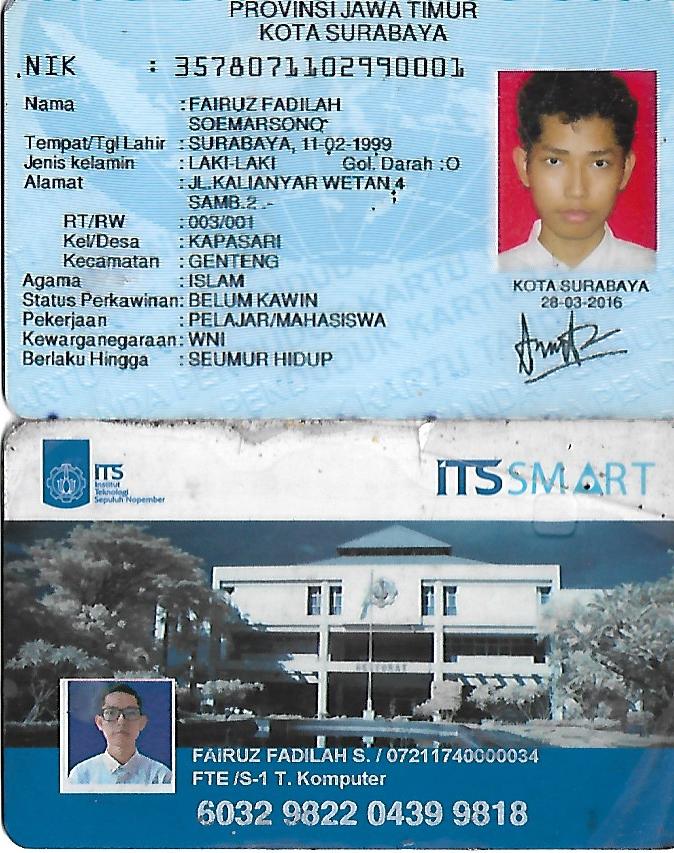 PROVINSI JAWA TIMUR
KOTA SURABAYA
NIK : 3578071102990001
Nama : FAIRUZ FADILAH
SOEMARSONO
Tempat/Tgl Lahir : SURABAYA, 11-02-1999
Jenis kelamin : LAKI-LAKI Gol. Darah : O
Alamat : JL.KALIANYAR WETAN 4
SAMB.2.-
RT/RW : 003/001
Kel/Desa : KAPASARI
Kecamatan : GENTENG
Agama : ISLAM
Status Perkawinan: BELUM KAWIN
Pekerjaan : PELAJAR/MAHASISWA
Kewarganegaraan: WNI
Berlaku Hingga : SEUMUR HIDUP
KOTA SURABAYA
28-03-2016
ITS
Institut
Teknologi
Sepuluh Nopember
ITS SMART
REKTORAT
FAIRUZ FADILAH S. / 07211740000034
FTE /S-1 T. Komputer
6032 9822 0439 9818